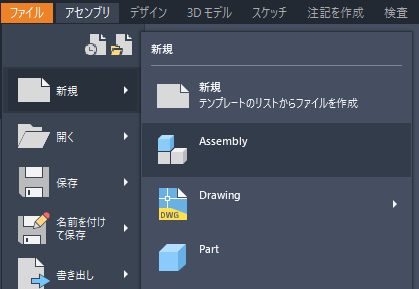 ファイル アセンブリ デザイン 3D モデル スケッチ 注記を作成 検査
新規
新規
新規
テンプレートのリストからファイルを作成
開く
Assembly
保存
Drawing
DWG
名前を付け
て保存
Part
書き出し